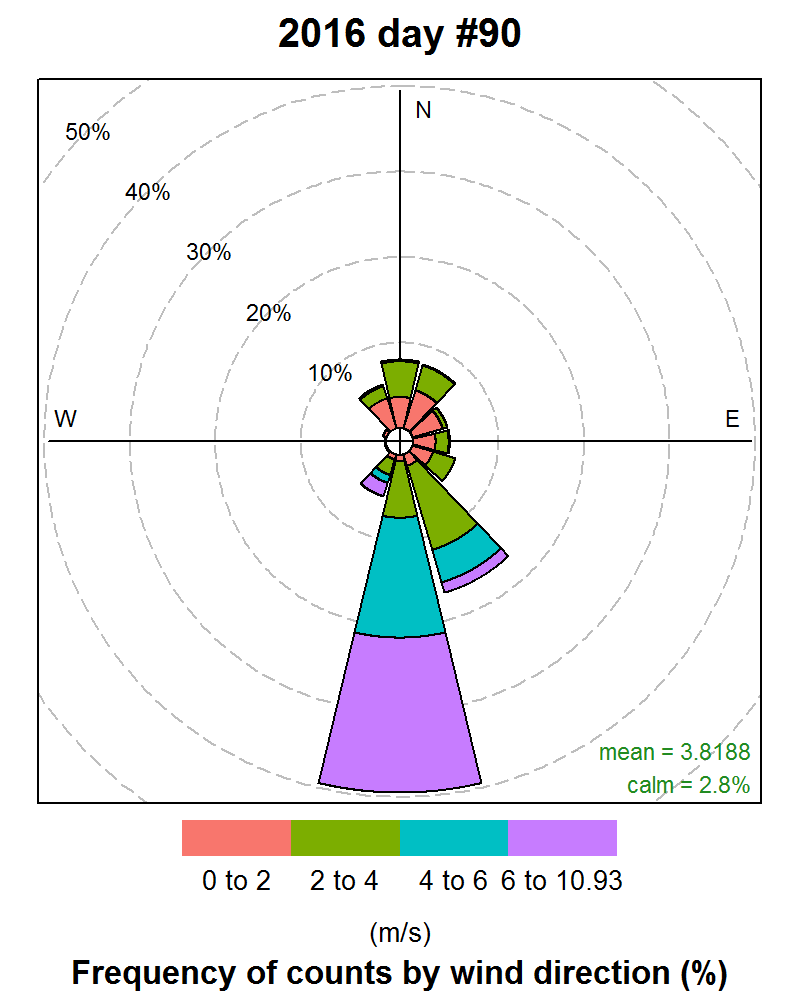 2016 day #90
N
50%
40%
30%
20%
10%
W
E
mean = 3.8188
calm = 2.8%
0 to 2 2 to 4 4 to 6 6 to 10.93
(m/s)
Frequency of counts by wind direction (%)